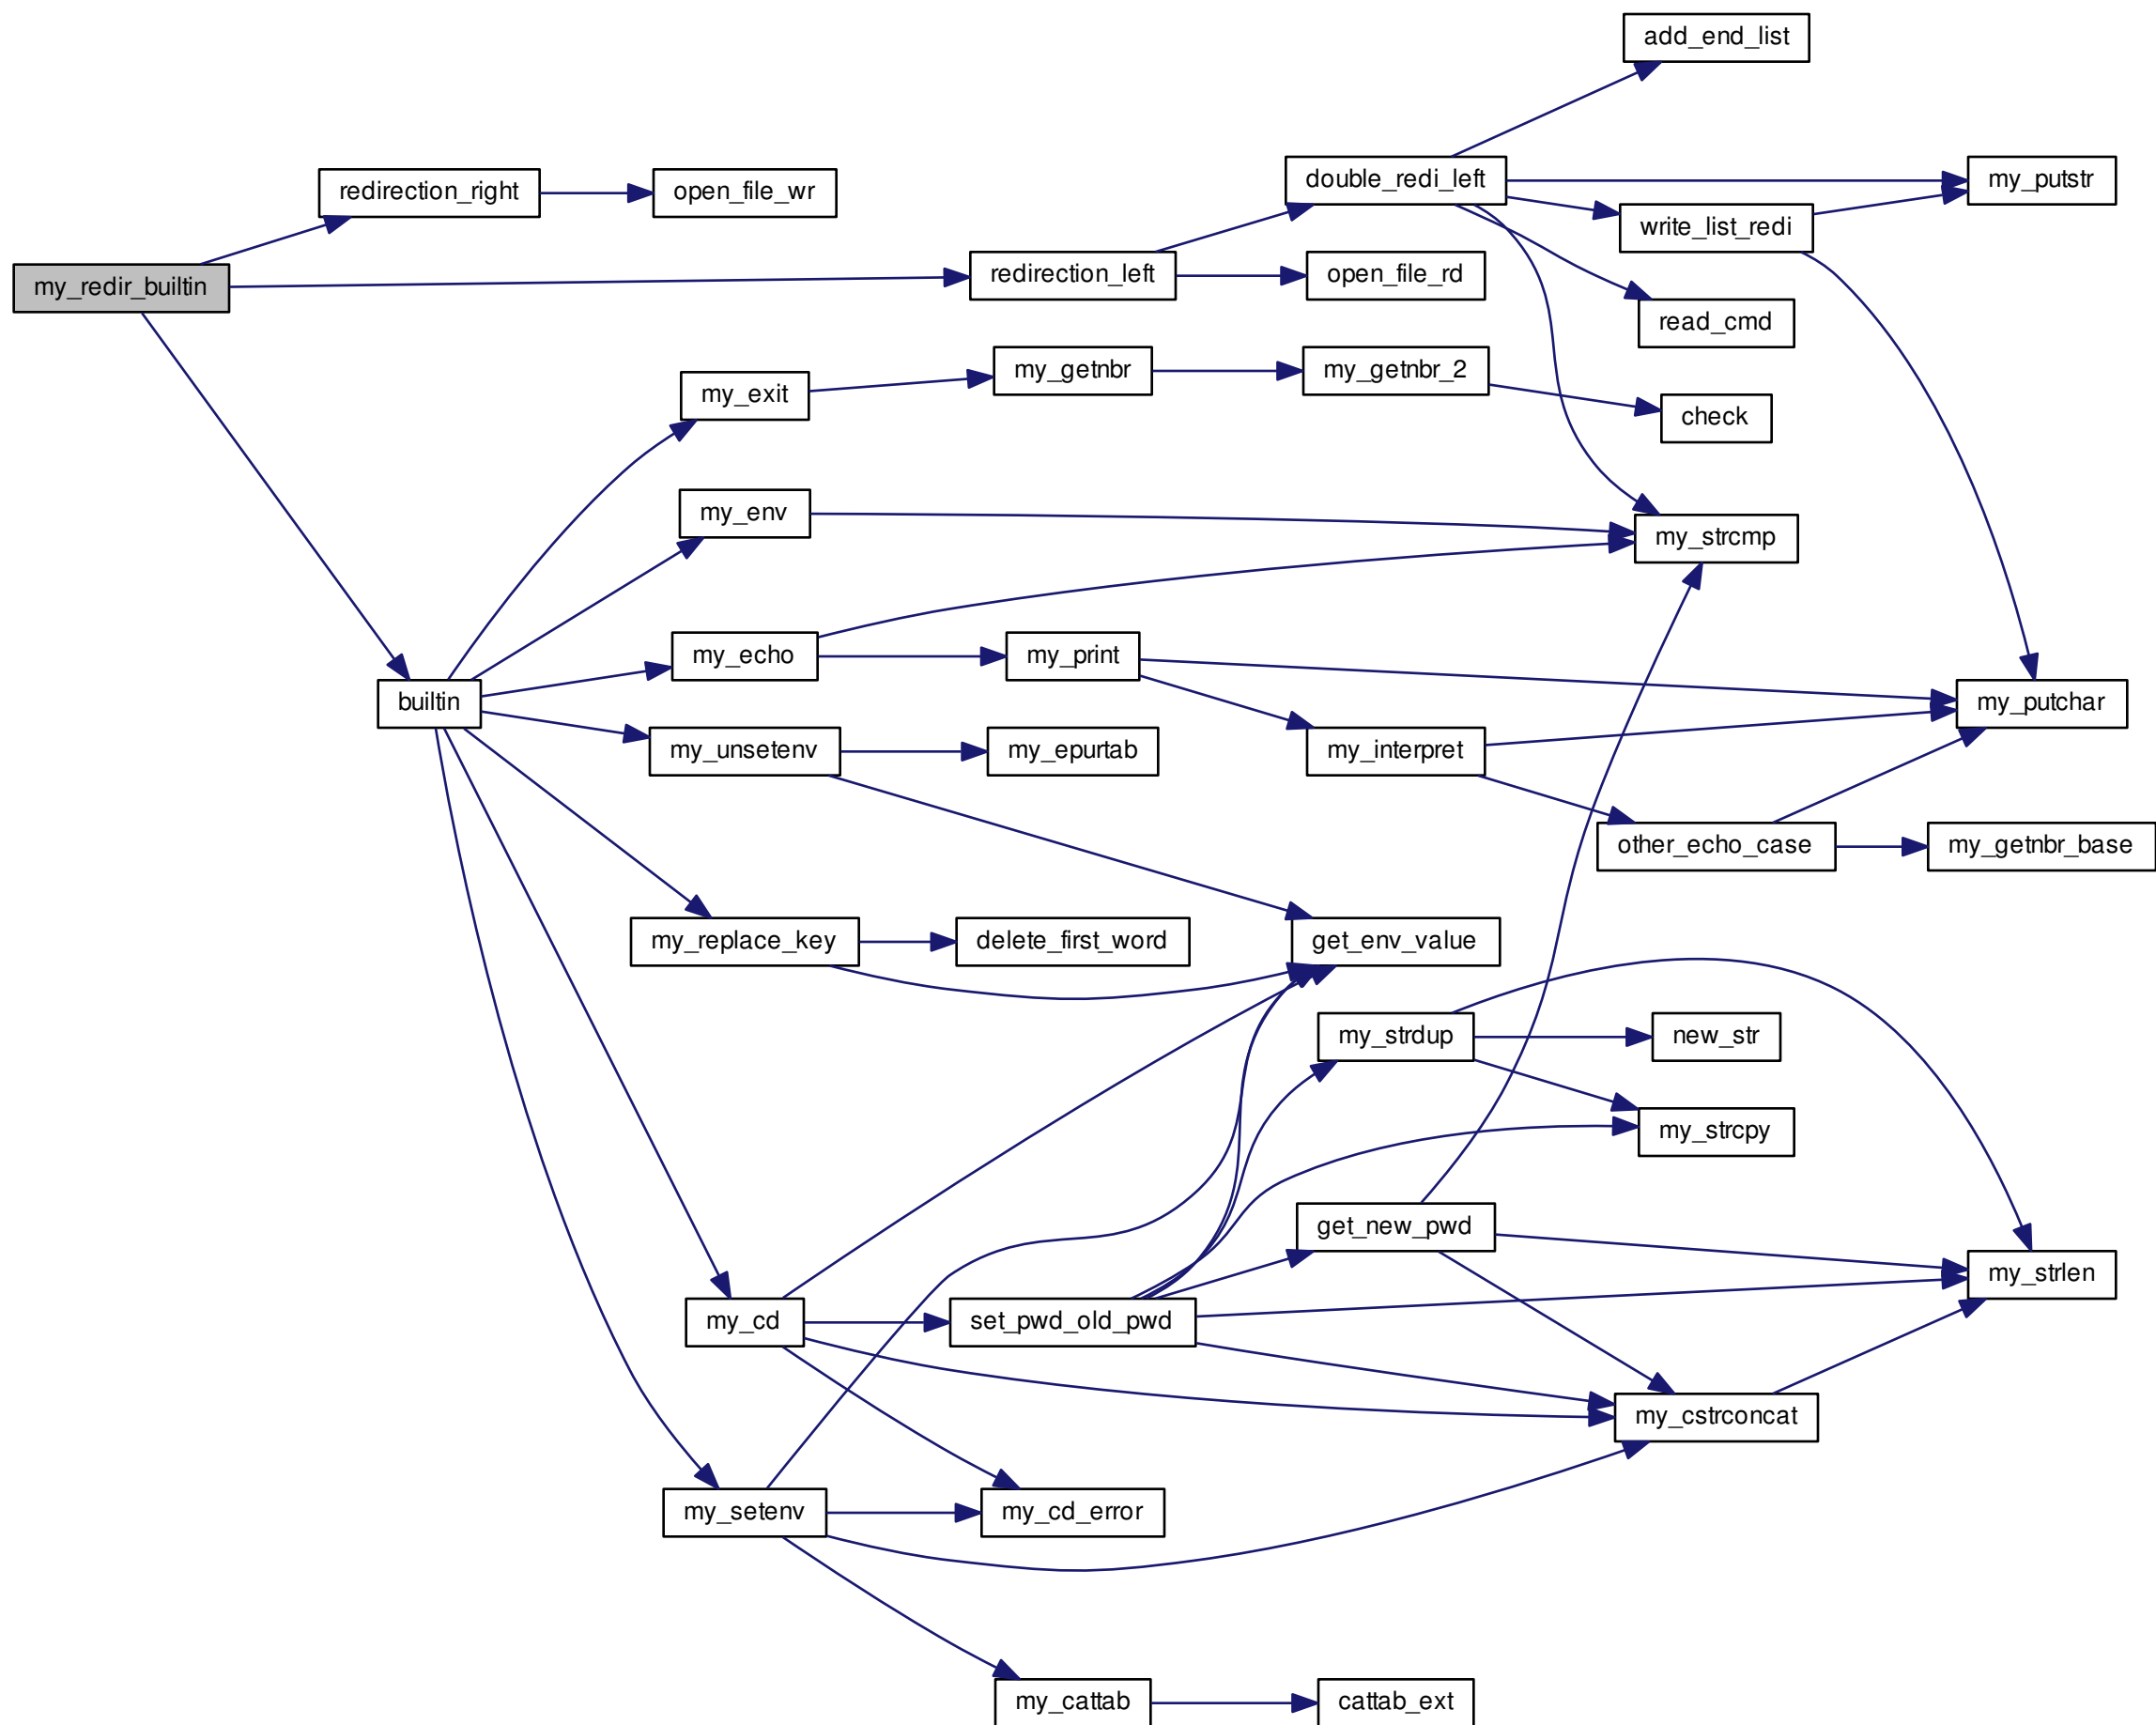 add_end_list
redirection_right
open_file_wr
double_redi_left
my_putstr
write_list_redi
my_redir_builtin
redirection_left
open_file_rd
read_cmd
my_exit
my_getnbr
my_getnbr_2
check
my_env
my_strcmp
my_echo
my_print
builtin
my_putchar
my_unsetenv
my_epurtab
my_interpret
other_echo_case
my_getnbr_base
my_replace_key
delete_first_word
get_env_value
my_strdup
new_str
my_strcpy
get_new_pwd
my_strlen
my_cd
set_pwd_old_pwd
my_cstrconcat
my_setenv
my_cd_error
my_cattab
cattab_ext